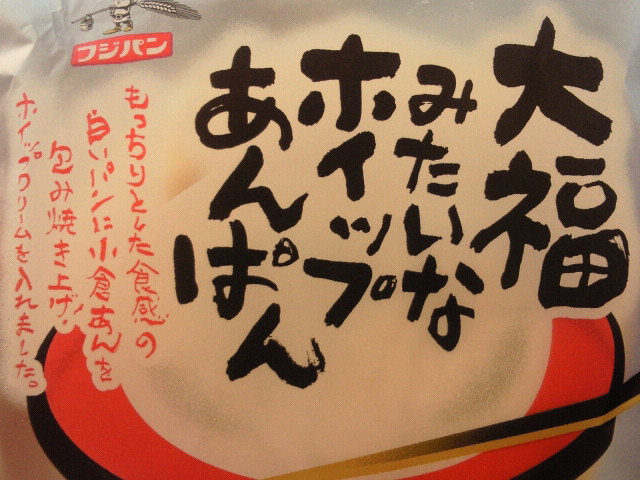 フジパン
大福
みたいな
ホイップ
あんぱん
もっちりとした食感の
白いパンに小倉あんを
包み焼き上げ、
ホイップクリームを入れました。